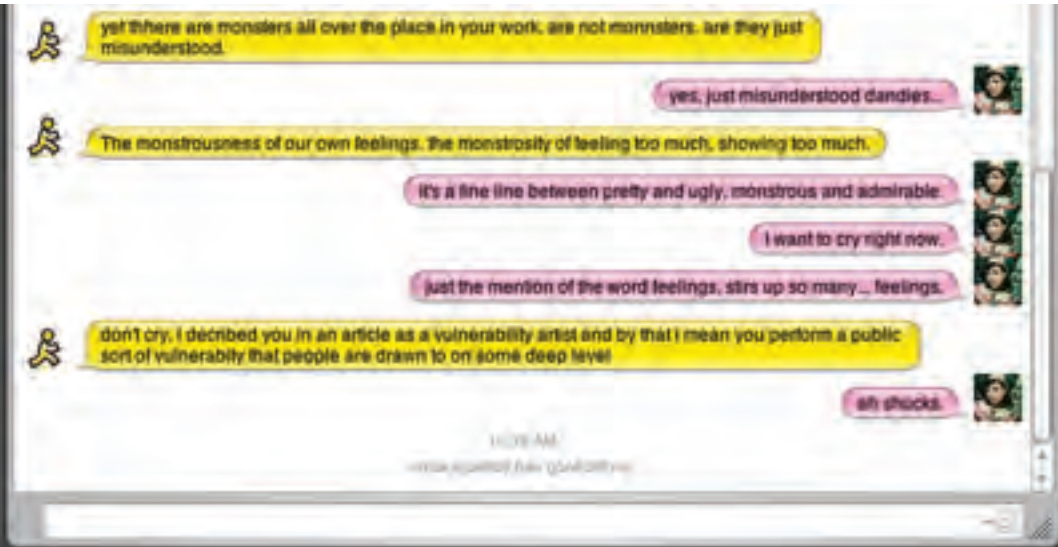 yet thhere are monsters all over the place in your work. are not monnsters. are they just
misunderstood.
yes, just misunderstood dandies...
The monstrousness of our own feelings. the monstrosity of feeling too much, showing too much.
it's a fine line between pretty and ugly, monstrous and admirable.
I want to cry right now.
just the mention of the word feelings, stirs up so many... feelings.
don't cry. I decribed you in an article as a vulnerability artist and by that I mean you perform a public
sort of vulnerabilty that people are drawn to on some deep level
ah shucks.
AM